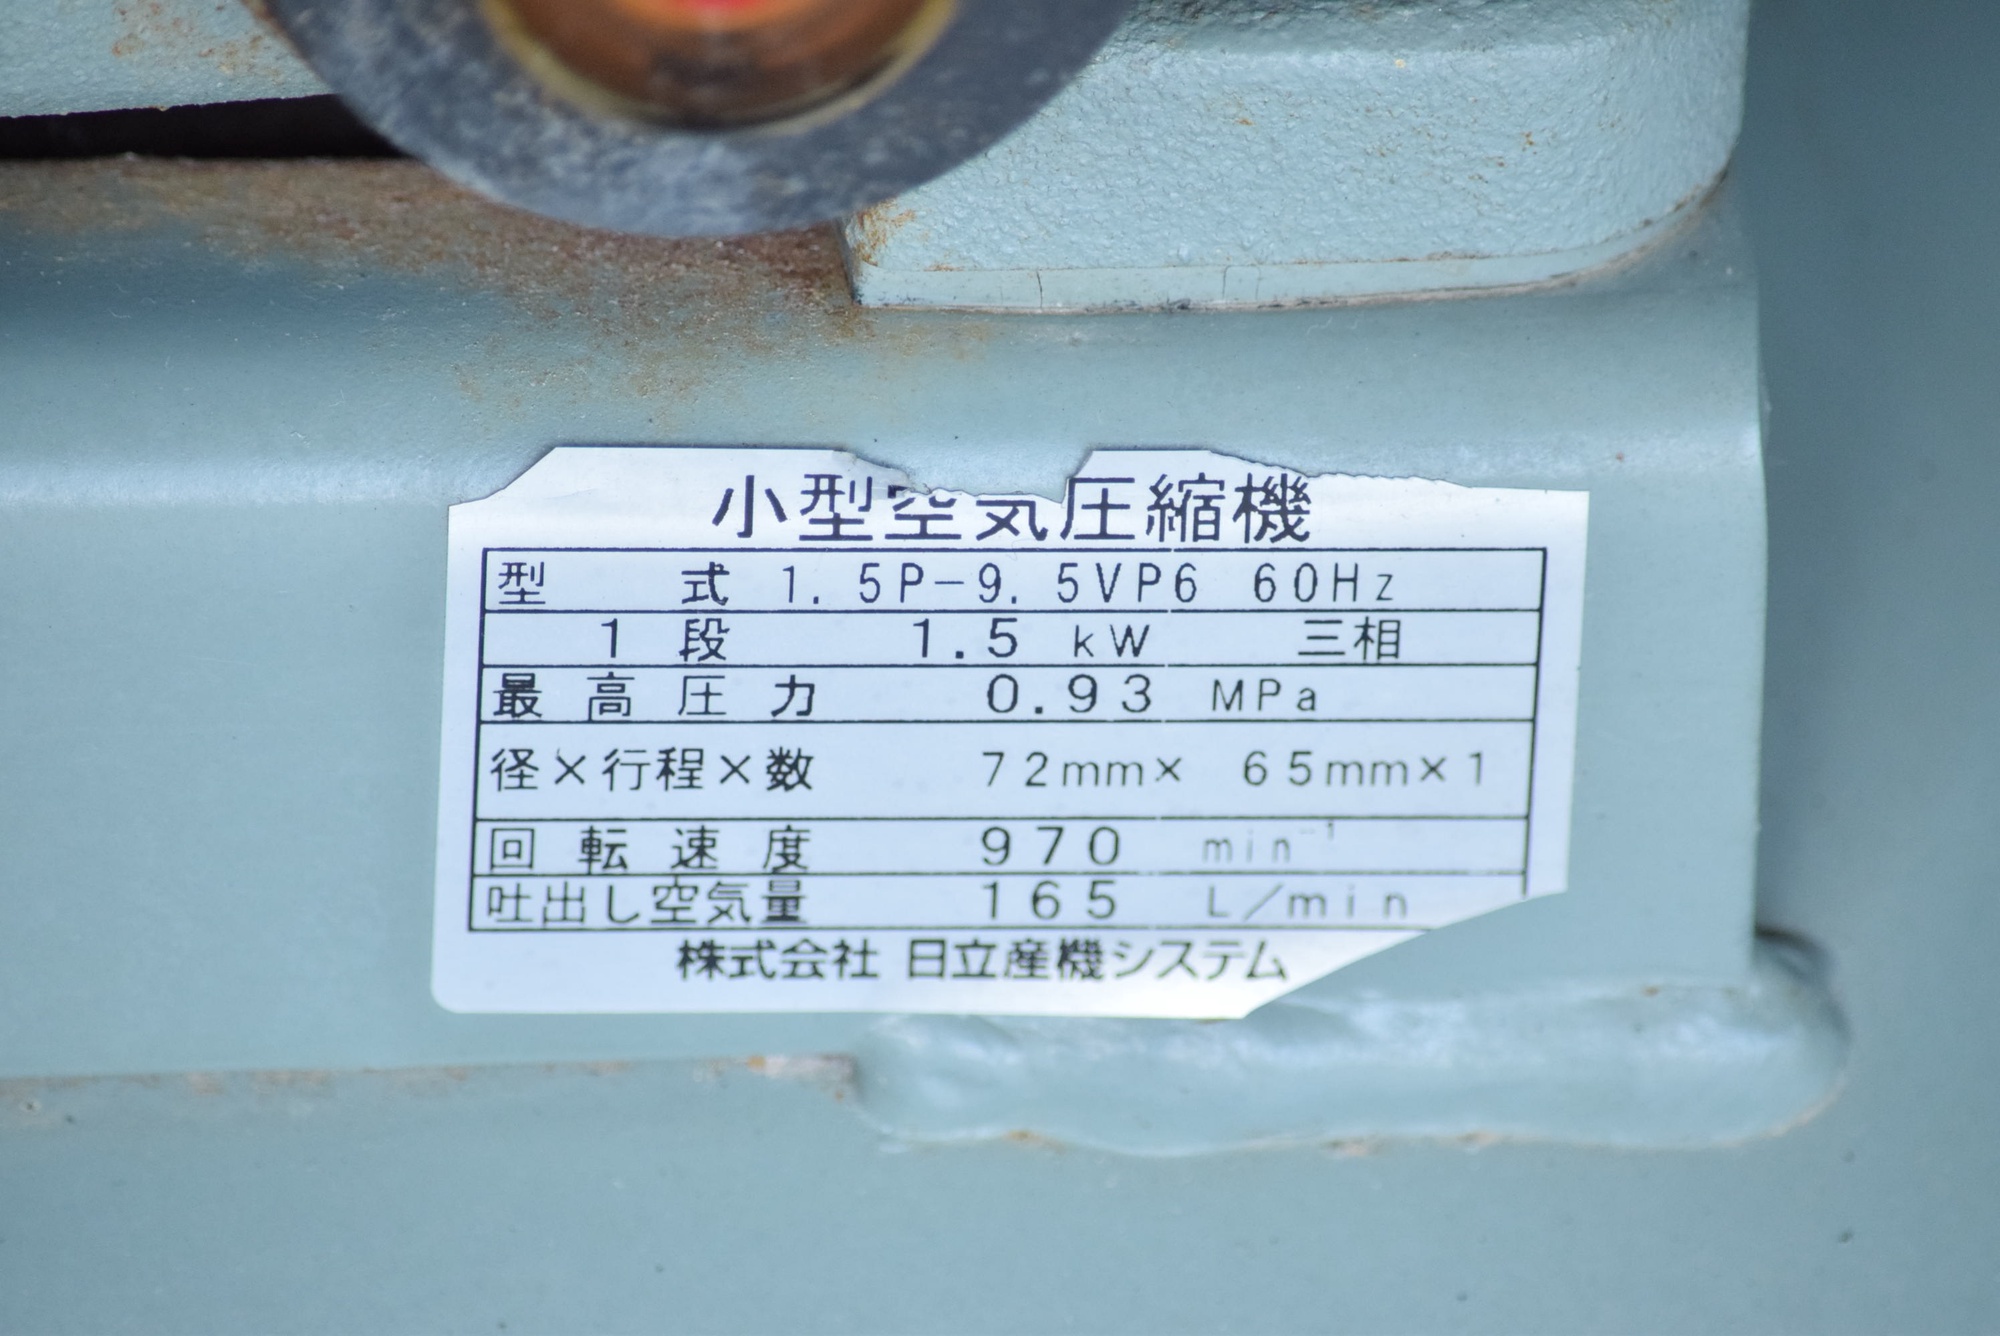 小型空気圧縮機
型式 1.5P-9.5VP6 60Hz
1段 1.5 kW 三相
最高圧力 0.93 MPa
径×行程×数 72mm× 65mm×1
回転速度 970 min⁻¹
吐出し空気量 165 L/min
株式会社 日立産機システム